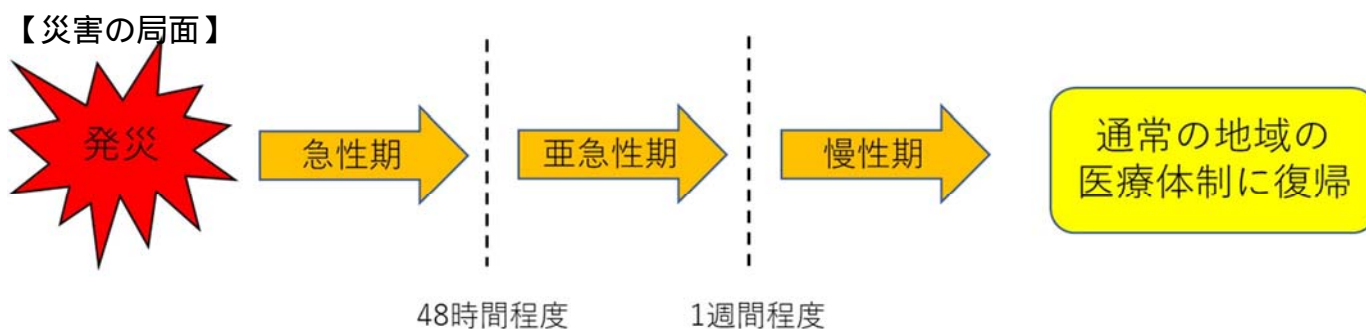 【災害の局面】
発災
急性期
亜急性期
慢性期
通常の地域の
医療体制に復帰
48時間程度
1週間程度